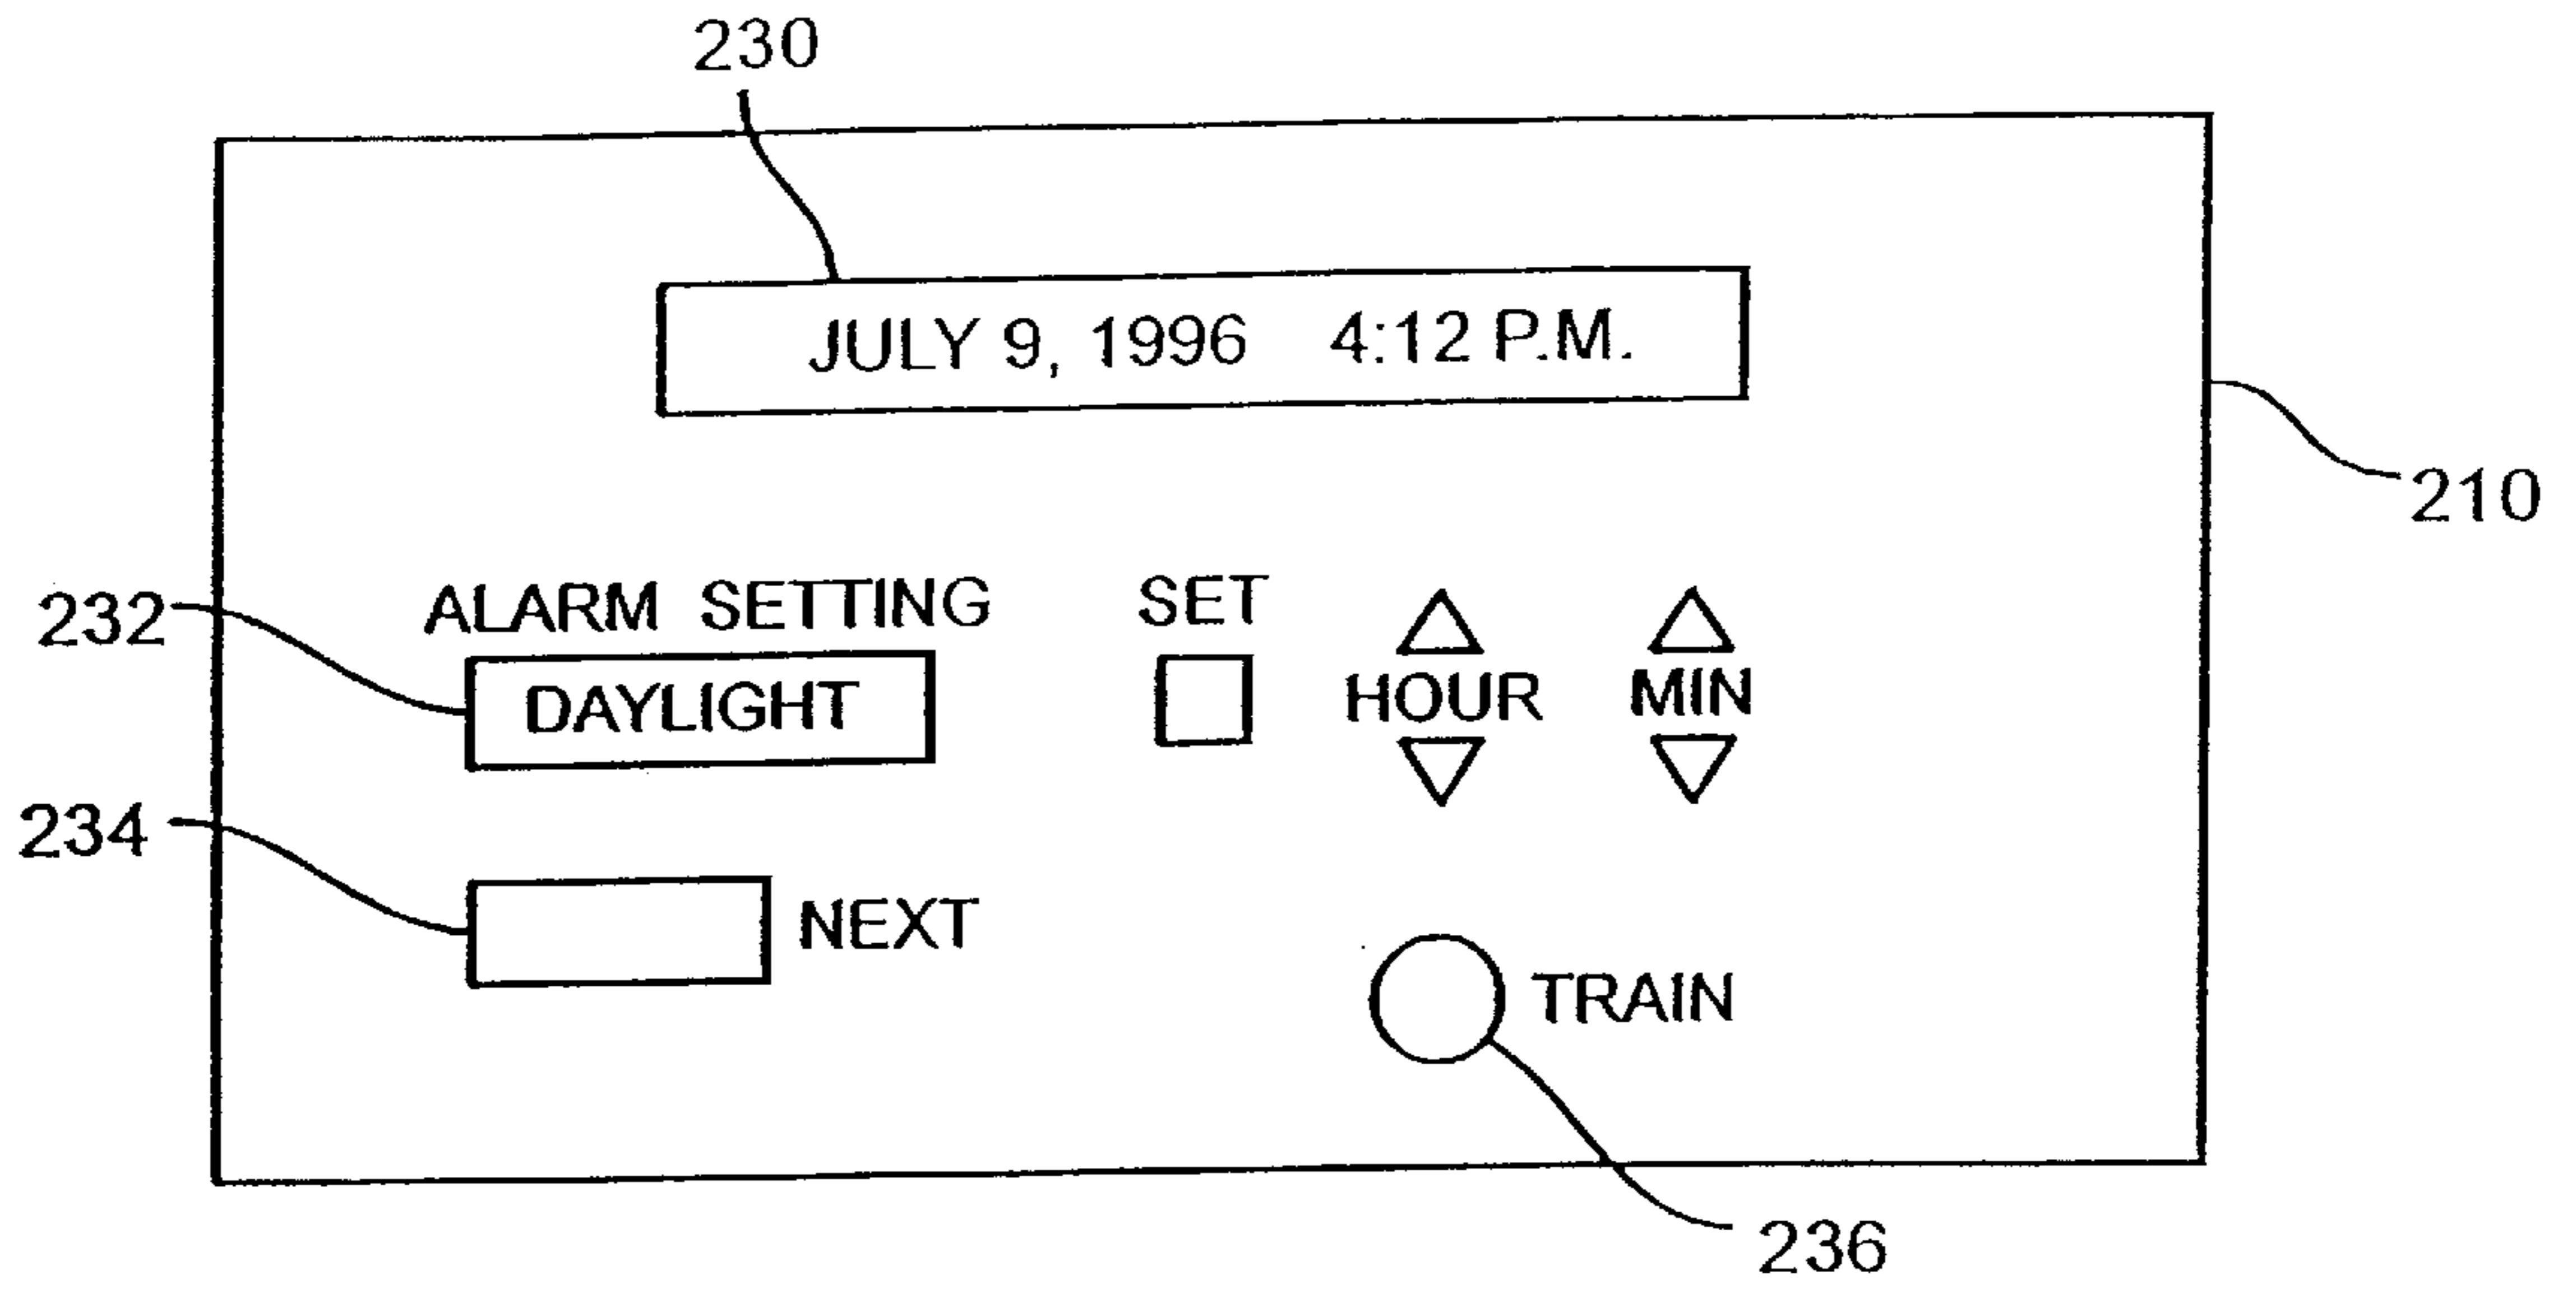 230
JULY 9, 1996 4:12 P.M.
210
ALARM SETTING SET
232
DAYLIGHT HOUR MIN
234
NEXT
TRAIN
236